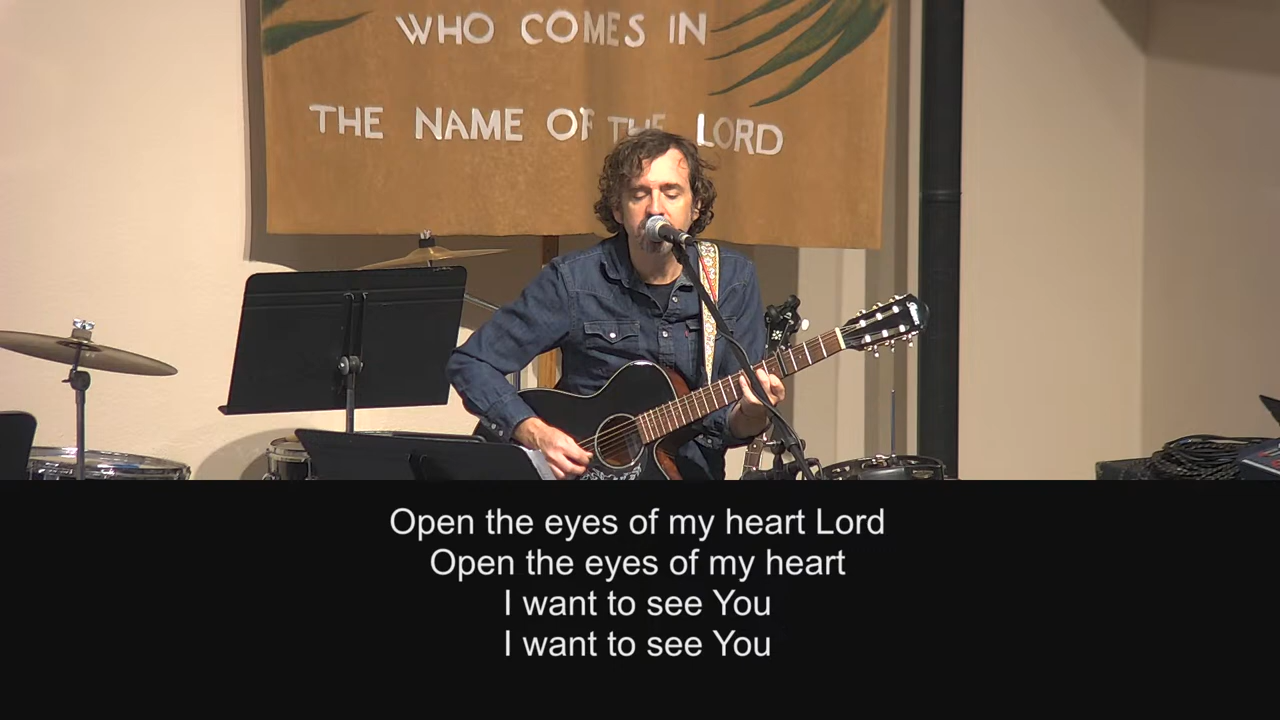 WHO COMES IN
THE NAME OF THE LORD
Open the eyes of my heart Lord
Open the eyes of my heart
I want to see You
I want to see You